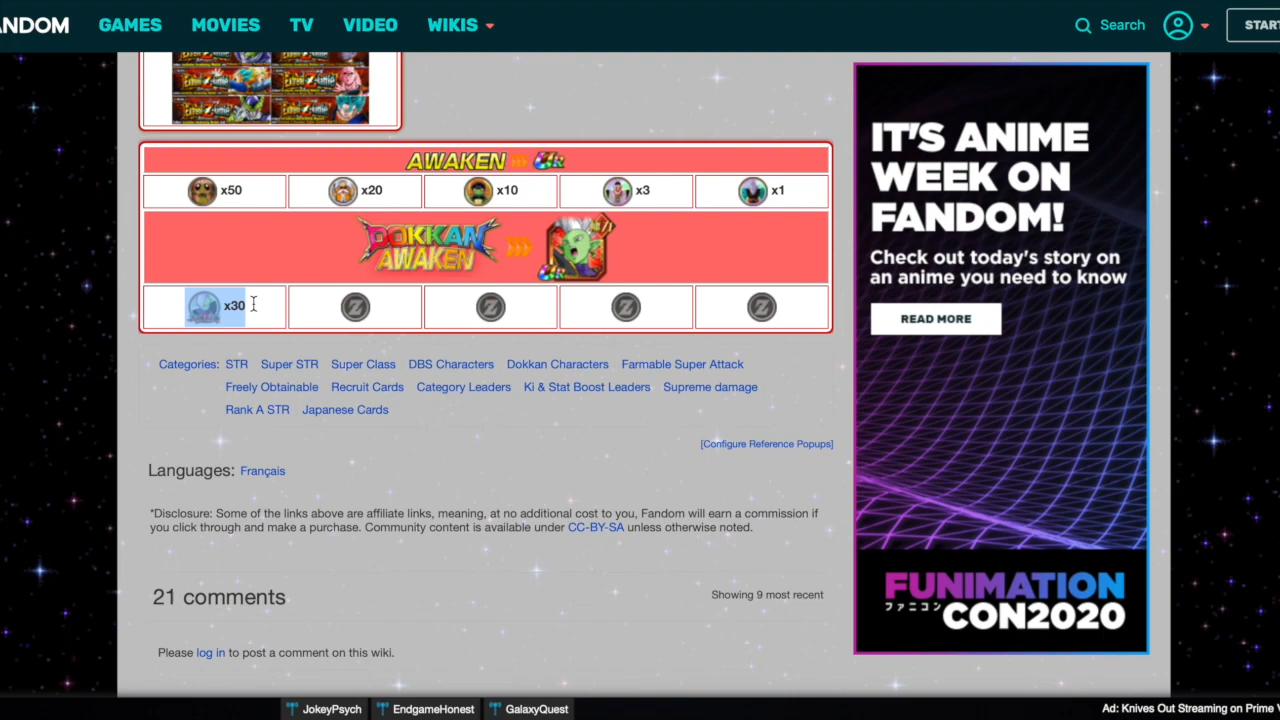 ANDOM GAMES MOVIES TV VIDEO WIKIS Search START
AWAKEN
x50 x20 x10 x3 x1
DOKKAN
AWAKEN
x30
Categories: STR Super STR Super Class DBS Characters Dokkan Characters Farmable Super Attack
Freely Obtainable Recruit Cards Category Leaders Ki & Stat Boost Leaders Supreme damage
Rank A STR Japanese Cards
[Configure Reference Popups]
Languages: Français
*Disclosure: Some of the links above are affiliate links, meaning, at no additional cost to you, Fandom will earn a commission if
you click through and make a purchase. Community content is available under CC-BY-SA unless otherwise noted.
21 comments
Showing 9 most recent
Please log in to post a comment on this wiki.
IT'S ANIME
WEEK ON
FANDOM!
Check out today's story on
an anime you need to know
READ MORE
FUNIMATION
ファニコン CON2020
JokeyPsych EndgameHonest GalaxyQuest
Ad: Knives Out Streaming on Prime V